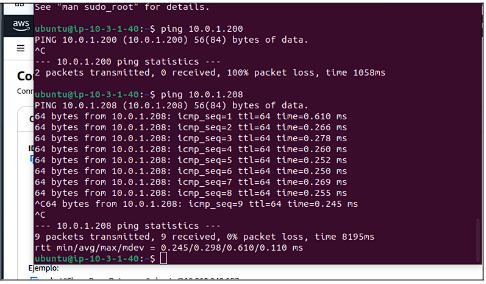 See "man sudo_root" for details.
aws
ubuntu@ip-10-3-1-40:~$ ping 10.0.1.200
PING 10.0.1.200 (10.0.1.200) 56(84) bytes of data.
^C
--- 10.0.1.200 ping statistics ---
2 packets transmitted, 0 received, 100% packet loss, time 1058ms
Co
Conn
ubuntu@ip-10-3-1-40:~$ ping 10.0.1.208
PING 10.0.1.208 (10.0.1.208) 56(84) bytes of data.
64 bytes from 10.0.1.208: icmp_seq=1 ttl=64 time=0.610 ms
64 bytes from 10.0.1.208: icmp_seq=2 ttl=64 time=0.266 ms
64 bytes from 10.0.1.208: icmp_seq=3 ttl=64 time=0.278 ms
64 bytes from 10.0.1.208: icmp_seq=4 ttl=64 time=0.260 ms
64 bytes from 10.0.1.208: icmp_seq=5 ttl=64 time=0.252 ms
64 bytes from 10.0.1.208: icmp_seq=6 ttl=64 time=0.250 ms
64 bytes from 10.0.1.208: icmp_seq=7 ttl=64 time=0.269 ms
64 bytes from 10.0.1.208: icmp_seq=8 ttl=64 time=0.255 ms
^C64 bytes from 10.0.1.208: icmp_seq=9 ttl=64 time=0.245 ms
^C
--- 10.0.1.208 ping statistics ---
9 packets transmitted, 9 received, 0% packet loss, time 8195ms
rtt min/avg/max/mdev = 0.245/0.298/0.610/0.110 ms
ubuntu@ip-10-3-1-40:~$
Ejemplo: